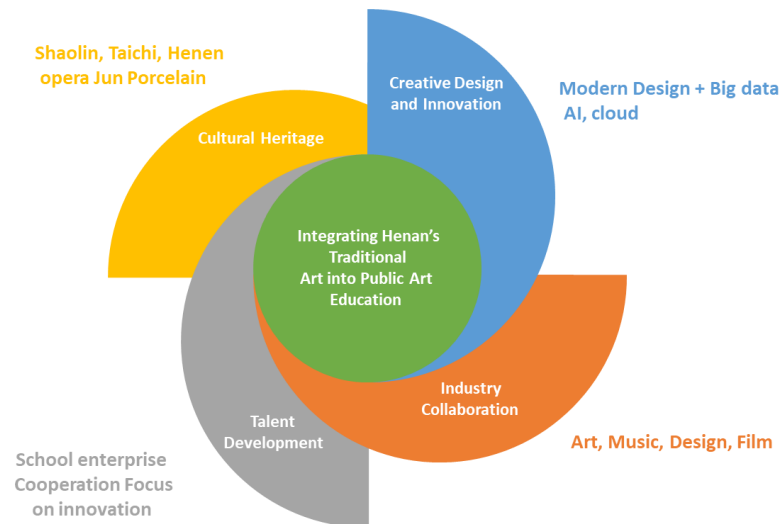 Shaolin, Taichi, Henen
opera Jun Porcelain
Cultural Heritage
Creative Design
and Innovation
Modern Design + Big data
AI, cloud
Integrating Henan’s
Traditional
Art into Public Art
Education
Industry
Collaboration
Art, Music, Design, Film
Talent
Development
School enterprise
Cooperation Focus
on innovation